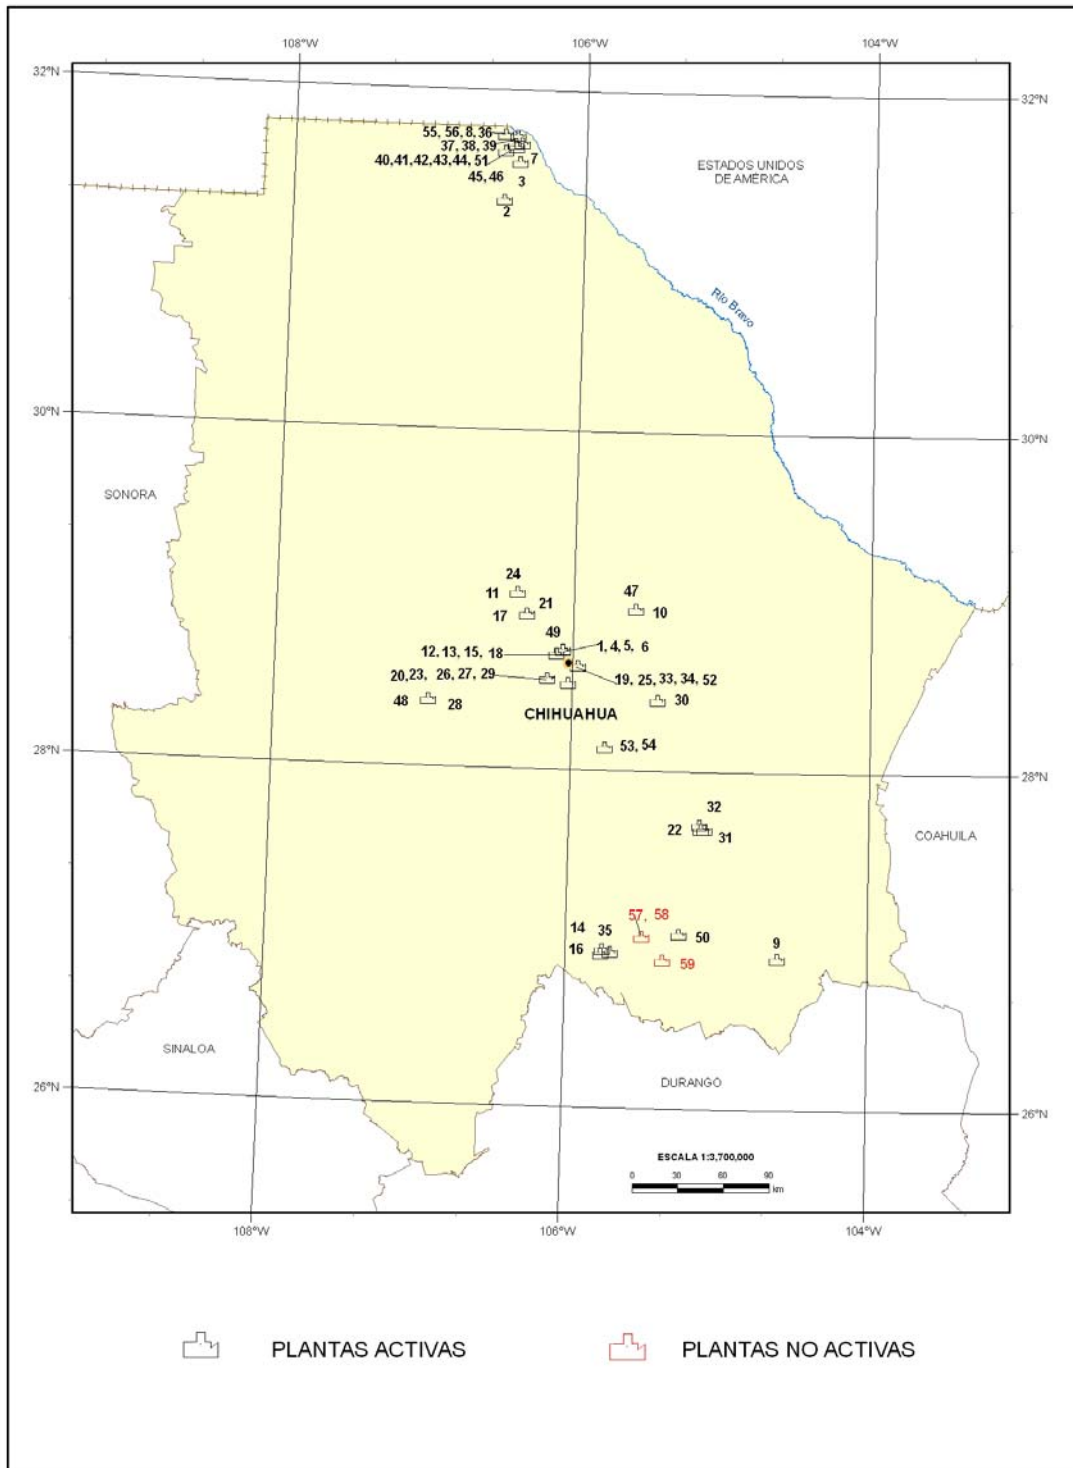 108°W 106°W 104°W
32°N
32°N
55, 56, 8, 36
37, 38, 39
7
40, 41, 42, 43, 44, 51
45, 46
3
2
ESTADOS UNIDOS
DE AMERICA
Río Bravo
30°N
30°N
SONORA
24
11
21
17
47
10
49
12, 13, 15, 18
1, 4, 5, 6
20, 23, 26, 27, 29
19, 25, 33, 34, 52
48
28
30
CHIHUAHUA
53, 54
28°N
28°N
32
22
31
COAHUILA
57, 58
14 35
16
50
9
59
SINALOA
DURANGO
26°N
26°N
ESCALA 1:3,700,000
0 30 60 90
km
108°W 106°W 104°W
PLANTAS ACTIVAS
PLANTAS NO ACTIVAS